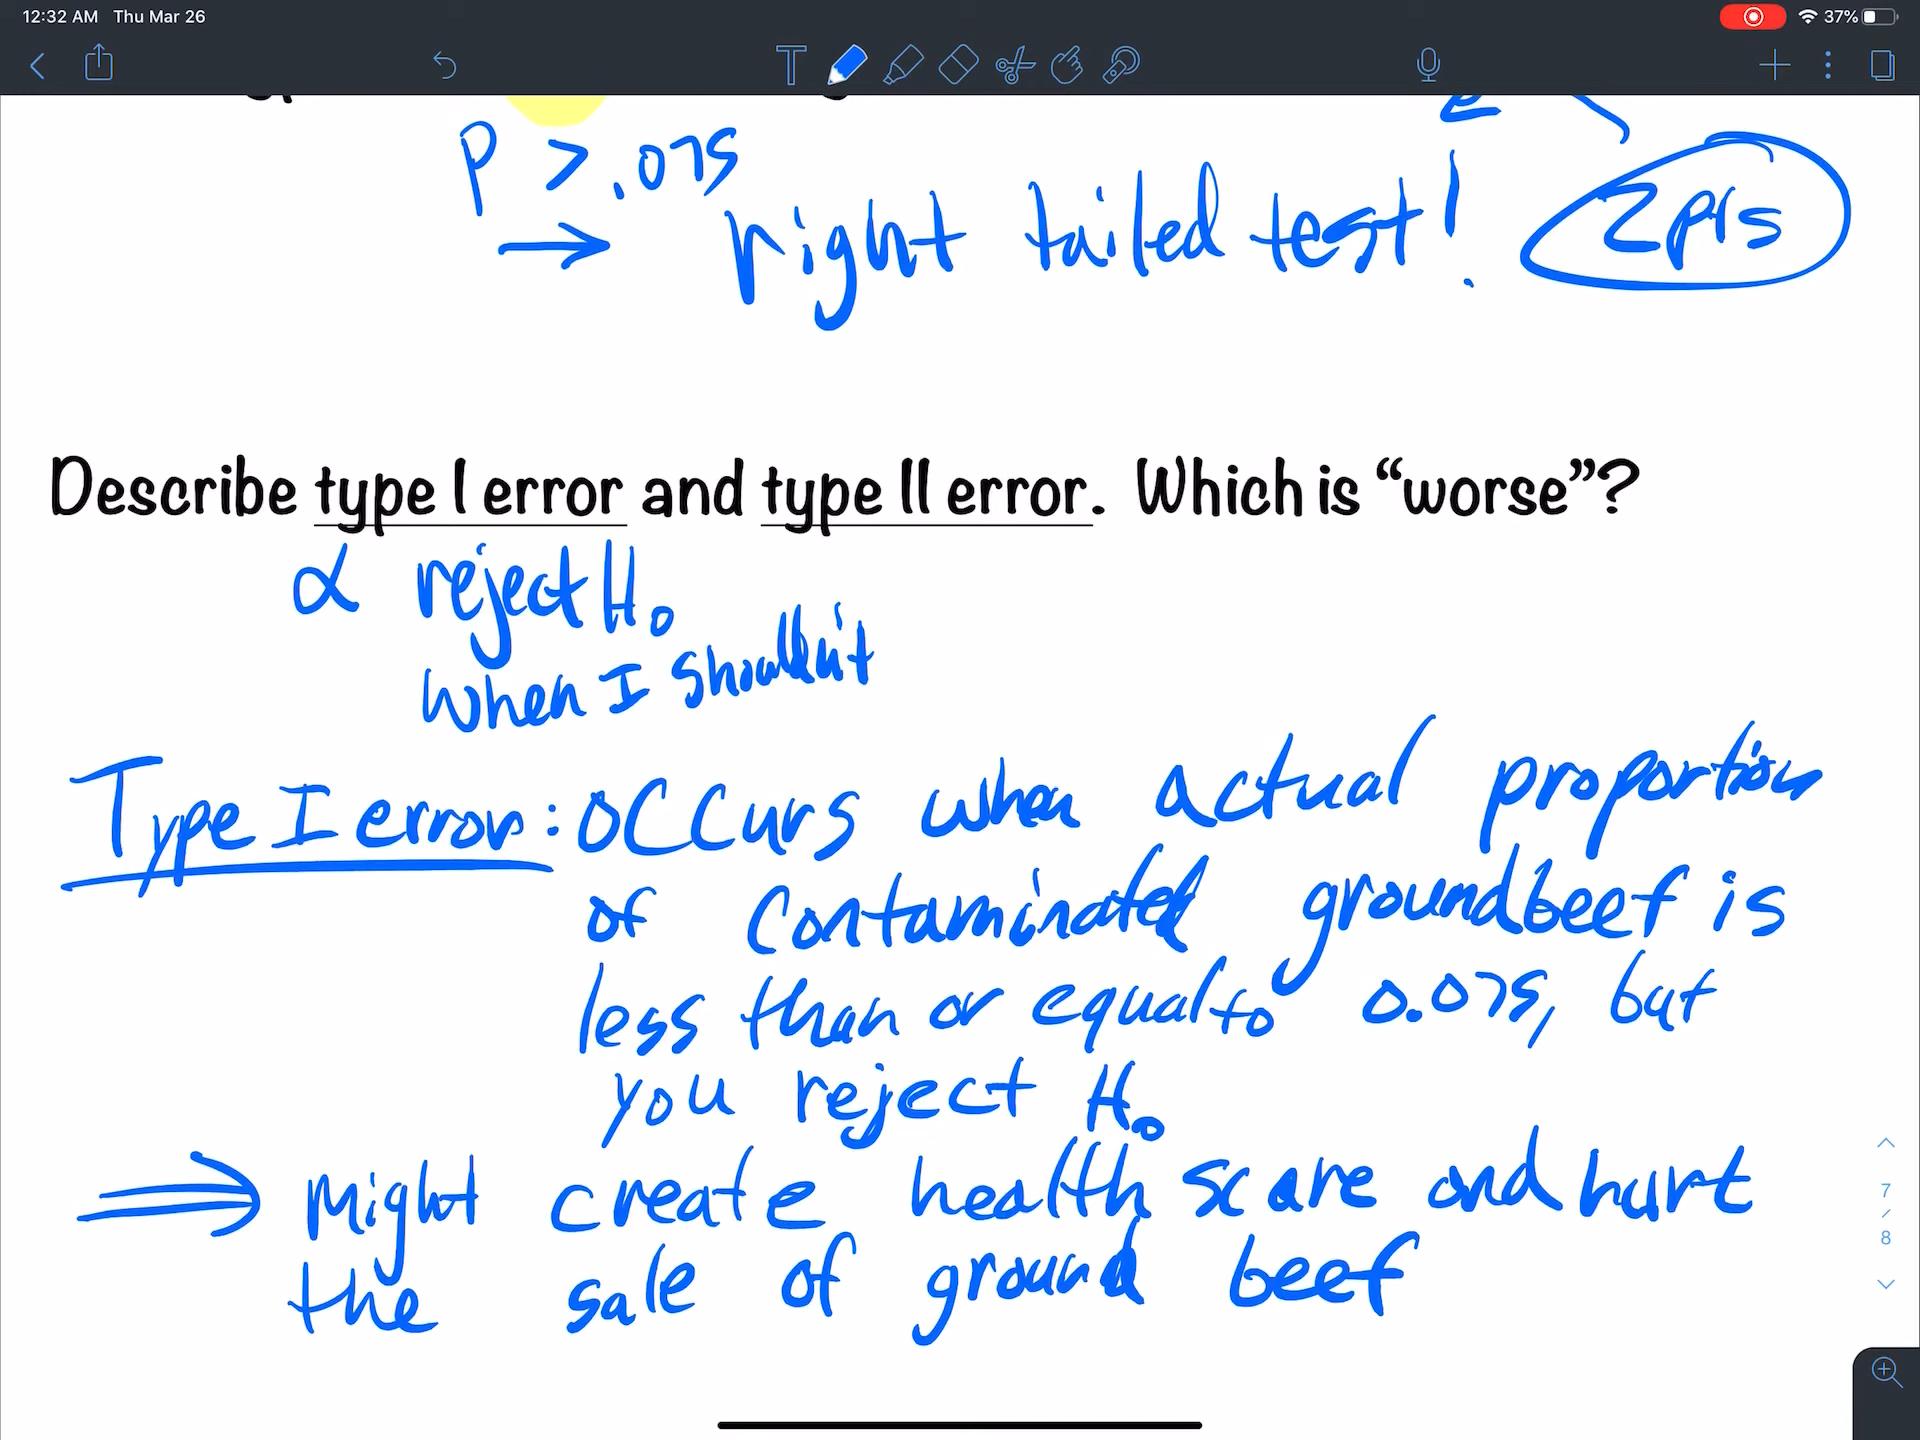 12:32 AM Thu Mar 26
37%
P > .075
→ right tailed test!
2pts
Describe type I error and type II error. Which is “worse”?
α reject H₀
when I shouldn't
Type I error: occurs when actual proportion
of contaminated ground beef is
less than or equal to 0.075, but
you reject H₀
⇒ Might create health scare and hurt
the sale of ground beef
7
/
8